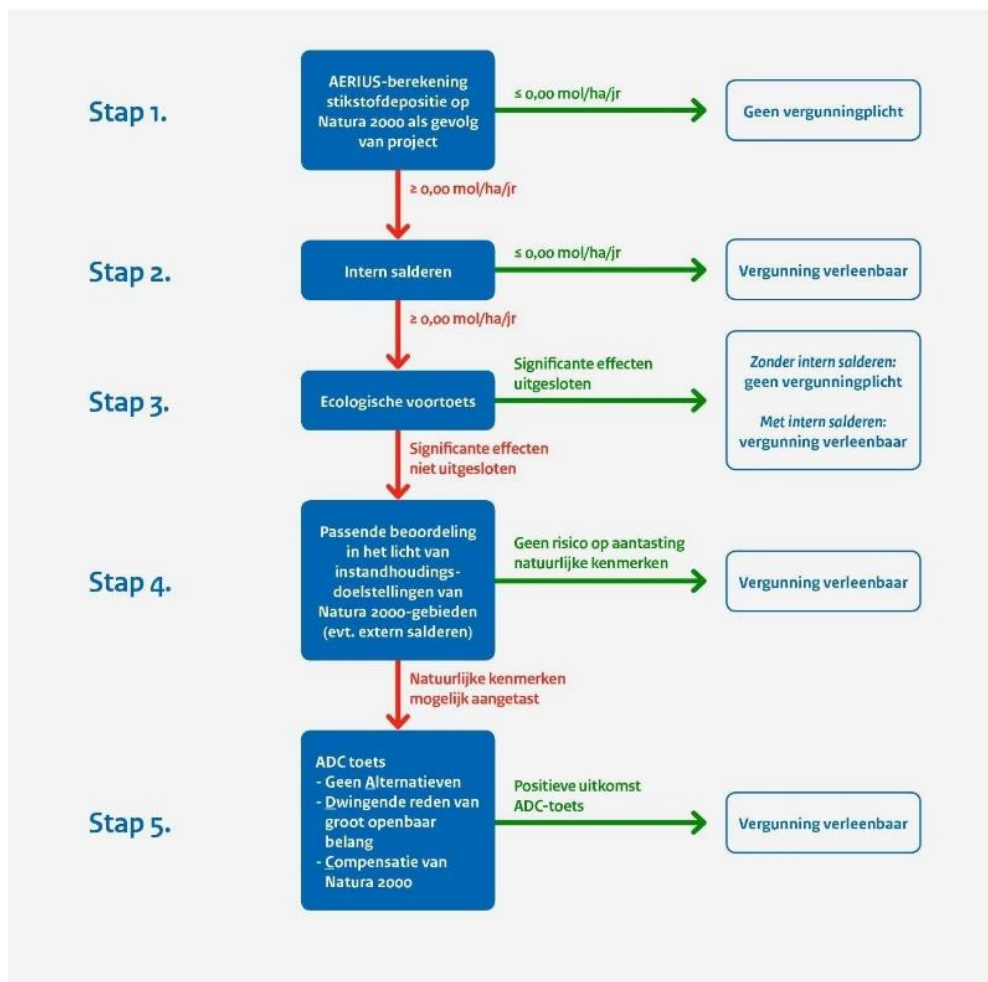 Stap 1.
AERIUS-berekening
stikstofdepositie op
Natura 2000 als gevolg
van project
≤ 0,00 mol/ha/jr
Geen vergunningplicht
≥ 0,00 mol/ha/jr
Stap 2.
Intern salderen
≤ 0,00 mol/ha/jr
Vergunning verleenbaar
≥ 0,00 mol/ha/jr
Stap 3.
Ecologische voortoets
Significante effecten
uitgesloten
Zonder intern salderen:
geen vergunningplicht
Met intern salderen:
vergunning verleenbaar
Significante effecten
niet uitgesloten
Stap 4.
Passende beoordeling
in het licht van
instandhoudings-
doelstellingen van
Natura 2000-gebieden
(evt. extern salderen)
Geen risico op aantasting
natuurlijke kenmerken
Vergunning verleenbaar
Natuurlijke kenmerken
mogelijk aangetast
Stap 5.
ADC toets
- Geen Alternatieven
- Dwingende reden van
groot openbaar
belang
- Compensatie van
Natura 2000
Positieve uitkomst
ADC-toets
Vergunning verleenbaar